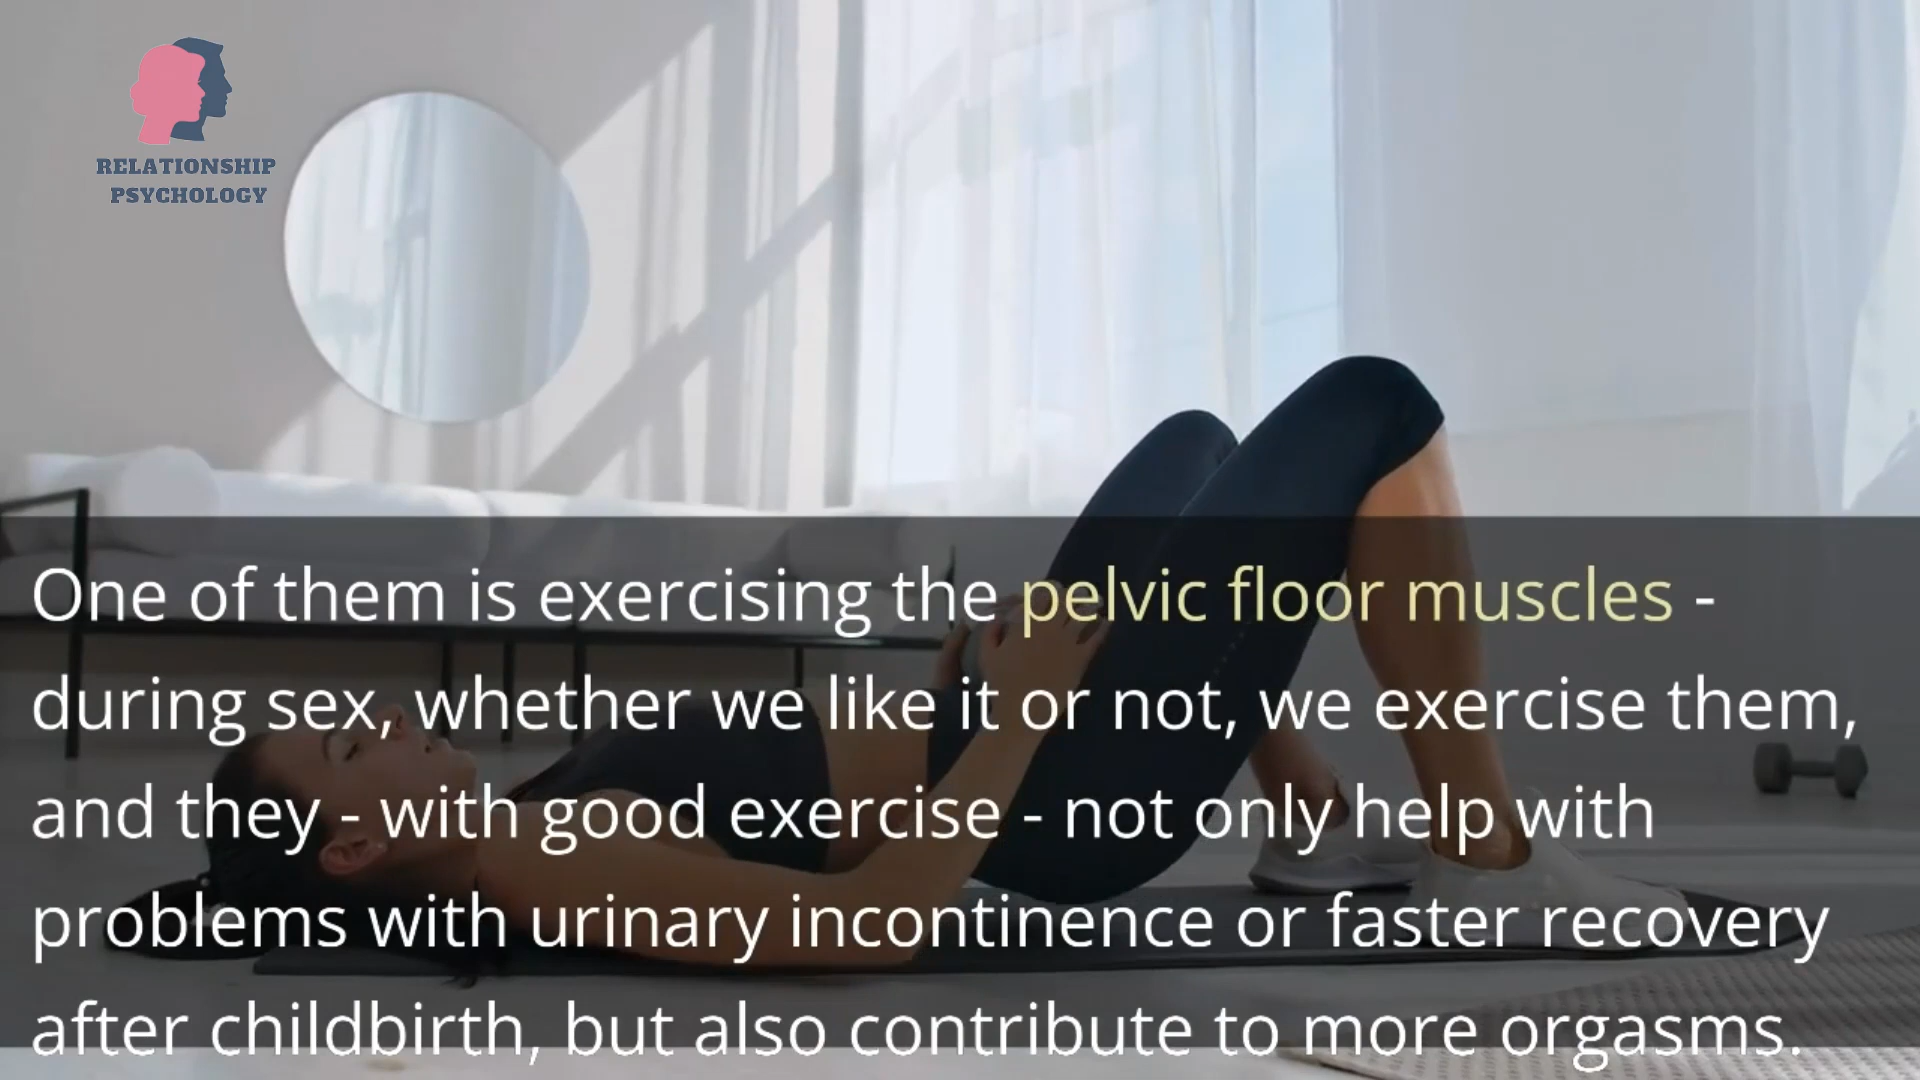 RELATIONSHIP
PSYCHOLOGY
One of them is exercising the pelvic floor muscles -
during sex, whether we like it or not, we exercise them,
and they - with good exercise - not only help with
problems with urinary incontinence or faster recovery
after childbirth, but also contribute to more orgasms.